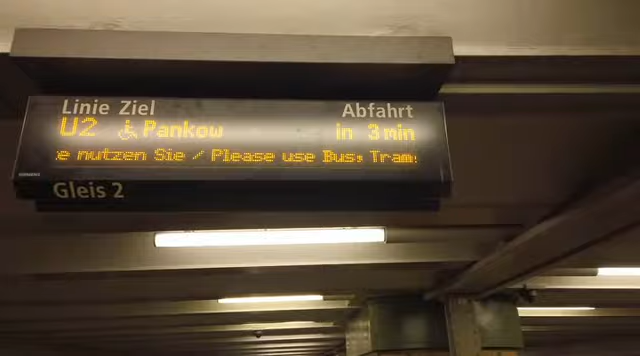 Linie Ziel Abfahrt
U2 Pankow in 3 min
e nutzen Sie / Please use Bus, Tram
Gleis 2